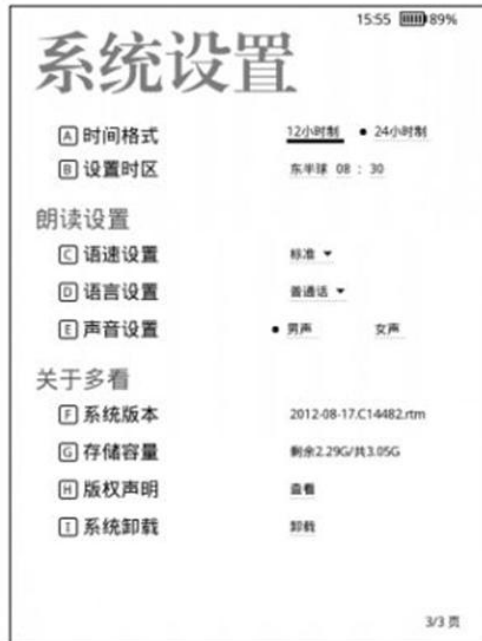 15:55 89%
系统设置
A 时间格式 12小时制 • 24小时制
B 设置时区 东半球 08 : 30
朗读设置
C 语速设置 标准 ▼
D 语言设置 普通话 ▼
E 声音设置 • 男声 女声
关于多看
F 系统版本 2012-08-17.C14482.rtm
G 存储容量 剩余2.29G/共3.05G
H 版权声明 查看
I 系统卸载 卸载
3/3 页